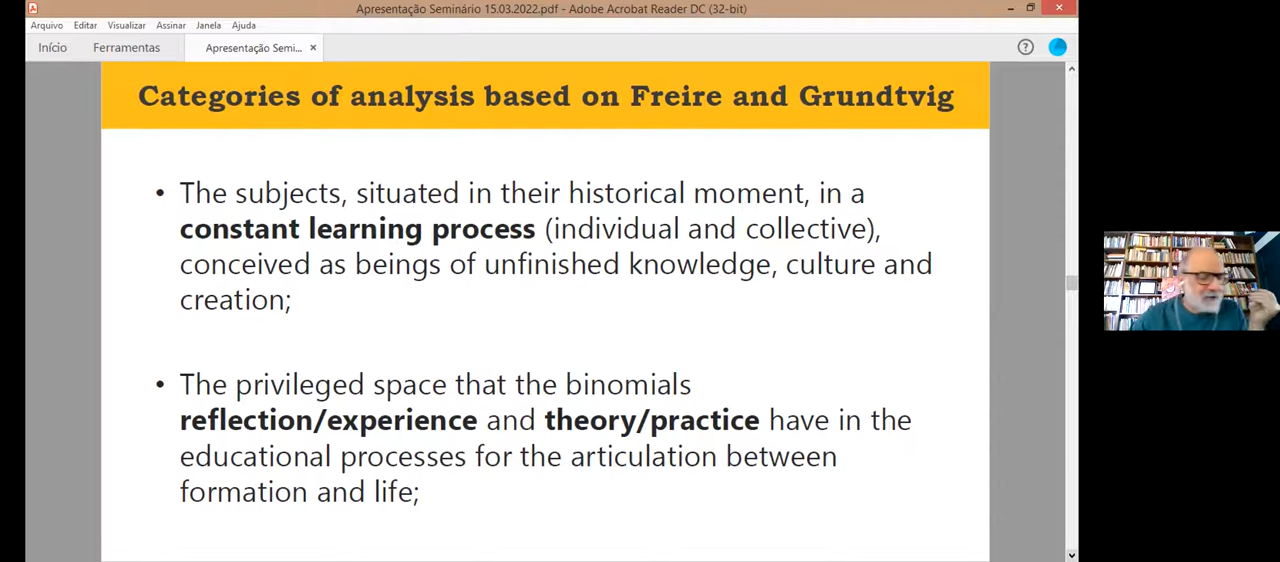 Apresentação Seminário 15.03.2022.pdf - Adobe Acrobat Reader DC (32-bit)
Arquivo Editar Visualizar Assinar Janela Ajuda
Início Ferramentas Apresentação Semi... ×
Categories of analysis based on Freire and Grundtvig
• The subjects, situated in their historical moment, in a
constant learning process (individual and collective),
conceived as beings of unfinished knowledge, culture and
creation;
• The privileged space that the binomials
reflection/experience and theory/practice have in the
educational processes for the articulation between
formation and life;